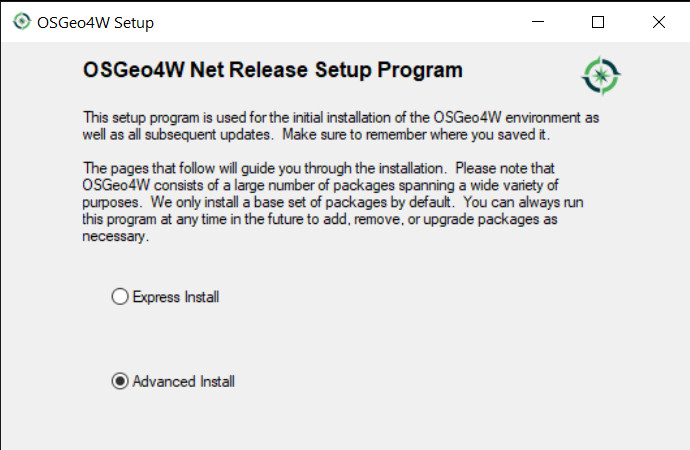 OSGeo4W Setup
OSGeo4W Net Release Setup Program
This setup program is used for the initial installation of the OSGeo4W environment as
well as all subsequent updates.  Make sure to remember where you saved it.
The pages that follow will guide you through the installation.  Please note that
OSGeo4W consists of a large number of packages spanning a wide variety of
purposes.  We only install a base set of packages by default.  You can always run
this program at any time in the future to add, remove, or upgrade packages as
necessary.
Express Install
Advanced Install